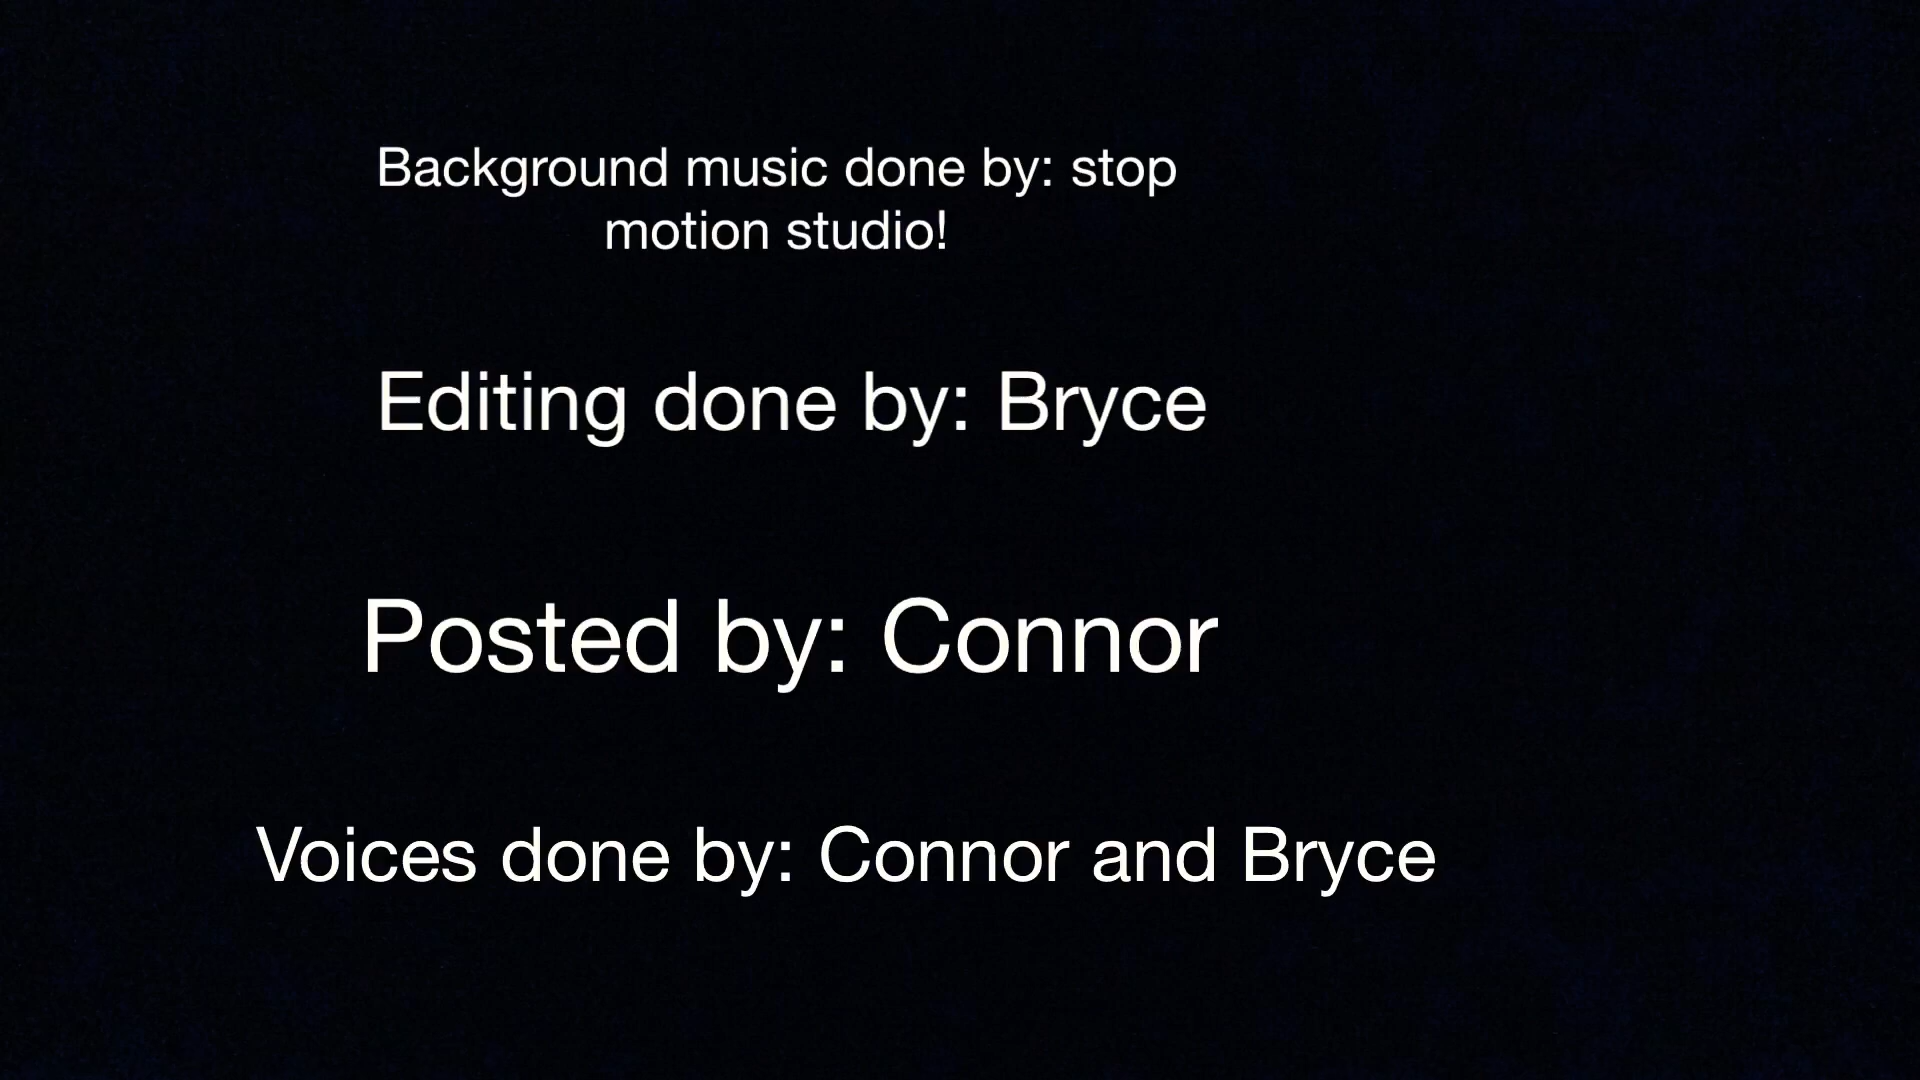 Background music done by: stop
motion studio!
Editing done by: Bryce
Posted by: Connor
Voices done by: Connor and Bryce